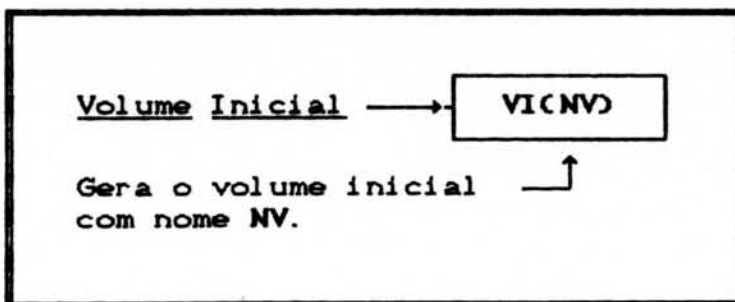 Volume Inicial
VI(NV)
Gera o volume inicial
com nome NV.